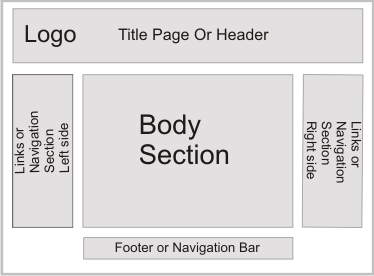 Logo
Title Page Or Header
Links or
Navigation
Section
Left side
Body
Section
Links or
Navigation
Section
Right side
Footer or Navigation Bar